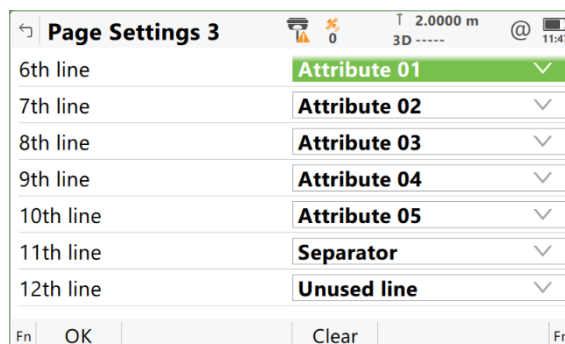 Page Settings 3
0
2.0000 m
3D -----
@
6th line Attribute 01
7th line Attribute 02
8th line Attribute 03
9th line Attribute 04
10th line Attribute 05
11th line Separator
12th line Unused line
Fn OK Clear